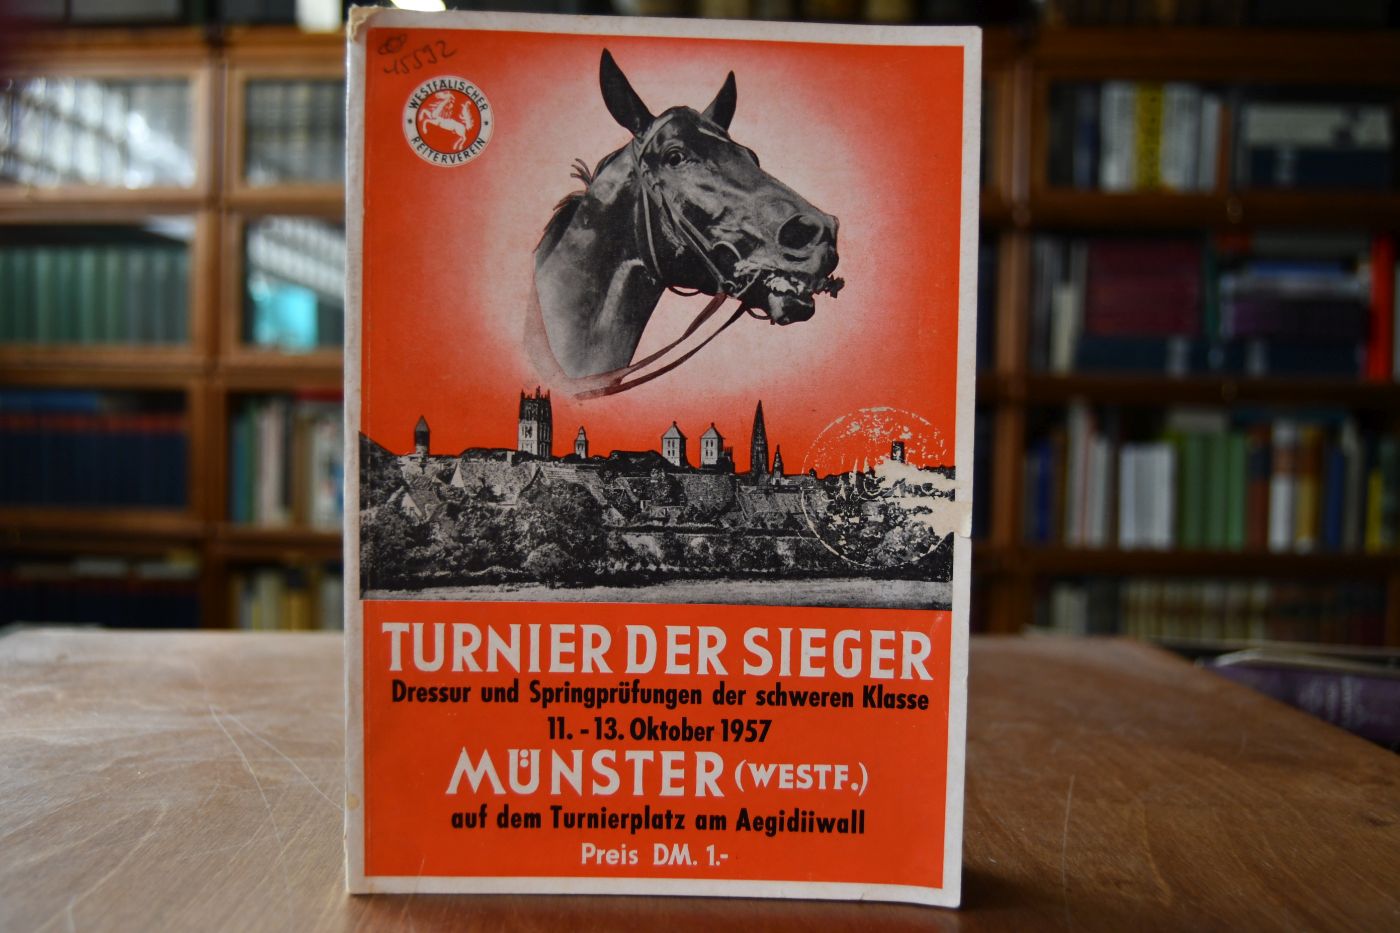 15592
WESTFÄLISCHER
REITERVEREIN
TURNIER DER SIEGER
Dressur und Springprüfungen der schweren Klasse
11. - 13. Oktober 1957
MÜNSTER (WESTF.)
auf dem Turnierplatz am Aegidiiwall
Preis DM. 1.-